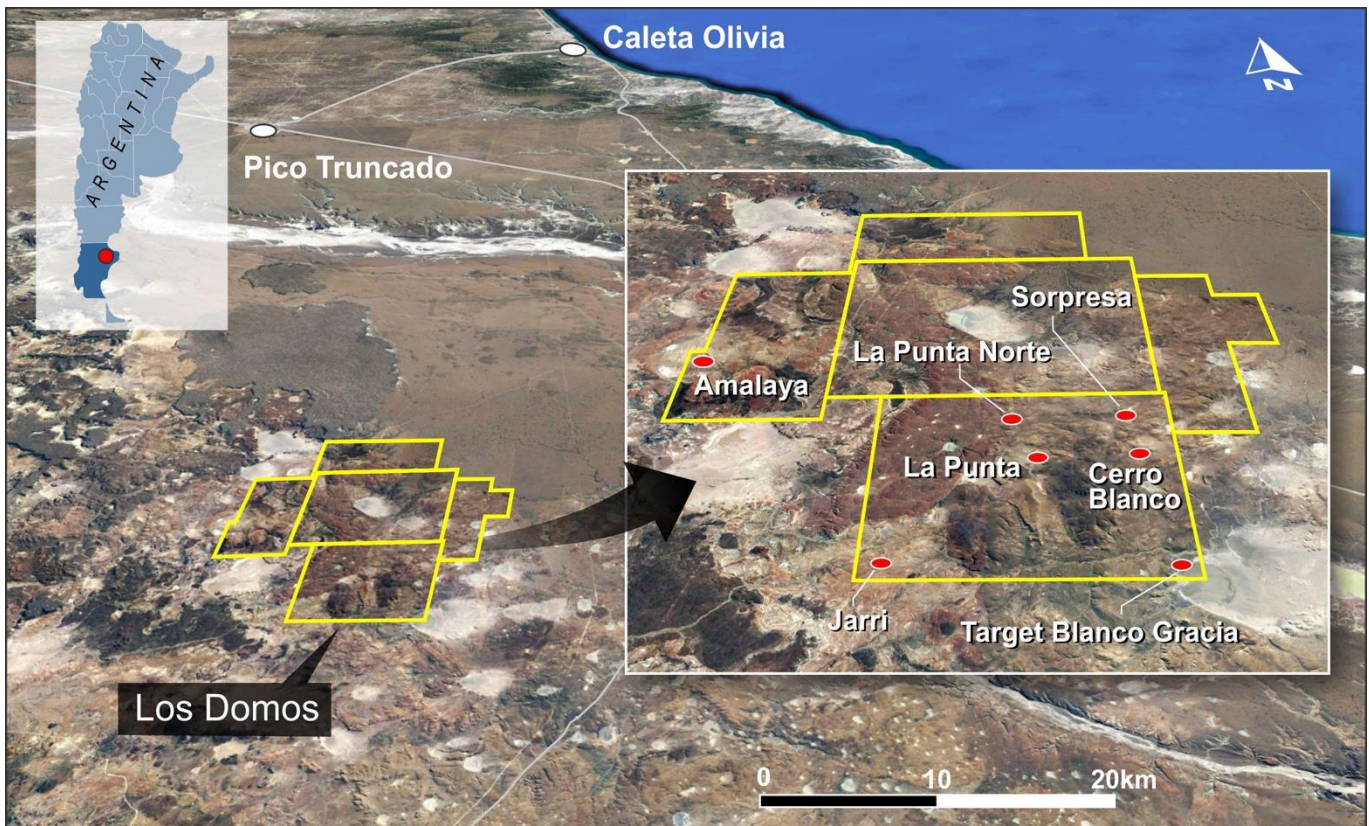 ARGENTINA
Caleta Olivia
N
Pico Truncado
Sorpresa
La Punta Norte
Amalaya
La Punta
Cerro
Blanco
Jarri
Target Blanco Gracia
Los Domos
0 10 20km